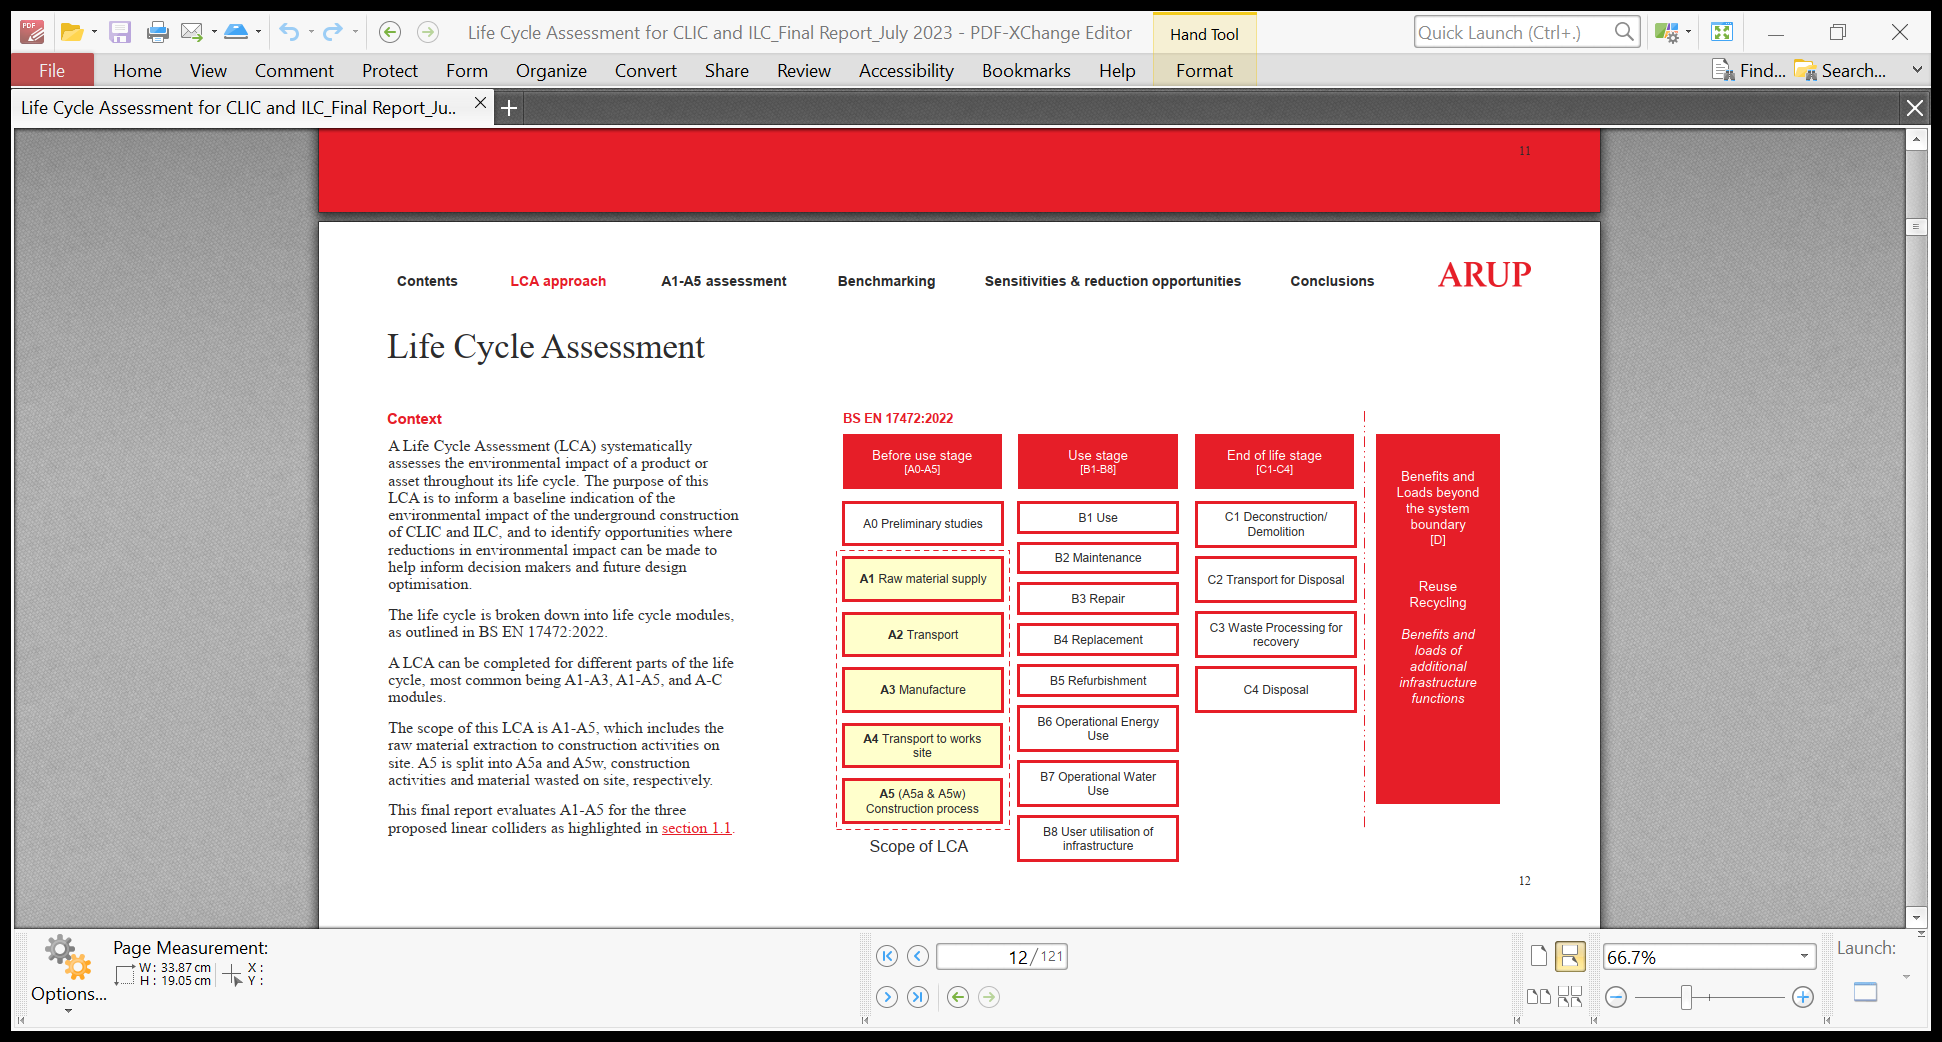 Life Cycle Assessment for CLIC and ILC_Final Report_July 2023 - PDF-XChange Editor
Hand Tool
Quick Launch (Ctrl+.)
File
Home
View
Comment
Protect
Form
Organize
Convert
Share
Review
Accessibility
Bookmarks
Help
Format
Find...
Search...
Life Cycle Assessment for CLIC and ILC_Final Report_Ju..
11
Contents
LCA approach
A1-A5 assessment
Benchmarking
Sensitivities & reduction opportunities
Conclusions
ARUP
Life Cycle Assessment
Context
A Life Cycle Assessment (LCA) systematically
assesses the environmental impact of a product or
asset throughout its life cycle. The purpose of this
LCA is to inform a baseline indication of the
environmental impact of the underground construction
of CLIC and ILC, and to identify opportunities where
reductions in environmental impact can be made to
help inform decision makers and future design
optimisation.
The life cycle is broken down into life cycle modules,
as outlined in BS EN 17472:2022.
A LCA can be completed for different parts of the life
cycle, most common being A1-A3, A1-A5, and A-C
modules.
The scope of this LCA is A1-A5, which includes the
raw material extraction to construction activities on
site. A5 is split into A5a and A5w, construction
activities and material wasted on site, respectively.
This final report evaluates A1-A5 for the three
proposed linear colliders as highlighted in section 1.1.
BS EN 17472:2022
Before use stage
[A0-A5]
A0 Preliminary studies
A1 Raw material supply
A2 Transport
A3 Manufacture
A4 Transport to works
site
A5 (A5a & A5w)
Construction process
Scope of LCA
Use stage
[B1-B8]
B1 Use
B2 Maintenance
B3 Repair
B4 Replacement
B5 Refurbishment
B6 Operational Energy
Use
B7 Operational Water
Use
B8 User utilisation of
infrastructure
End of life stage
[C1-C4]
C1 Deconstruction/
Demolition
C2 Transport for Disposal
C3 Waste Processing for
recovery
C4 Disposal
Benefits and
Loads beyond
the system
boundary
[D]
Reuse
Recycling
Benefits and
loads of
additional
infrastructure
functions
12
Options...
Page Measurement:
W: 33.87 cm
H: 19.05 cm
X:
Y:
12 / 121
66.7%
Launch: